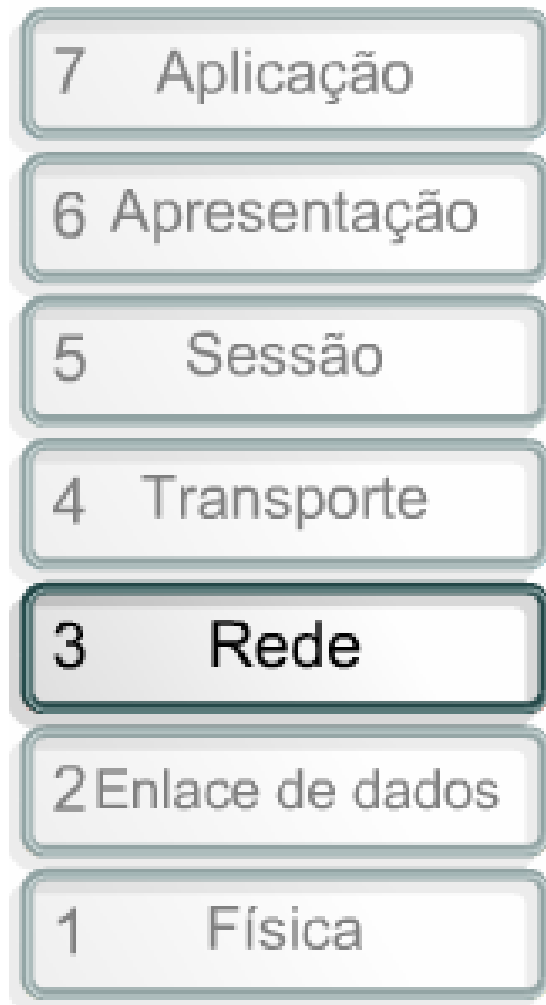 7 Aplicação
6 Apresentação
5 Sessão
4 Transporte
3 Rede
2 Enlace de dados
1 Física